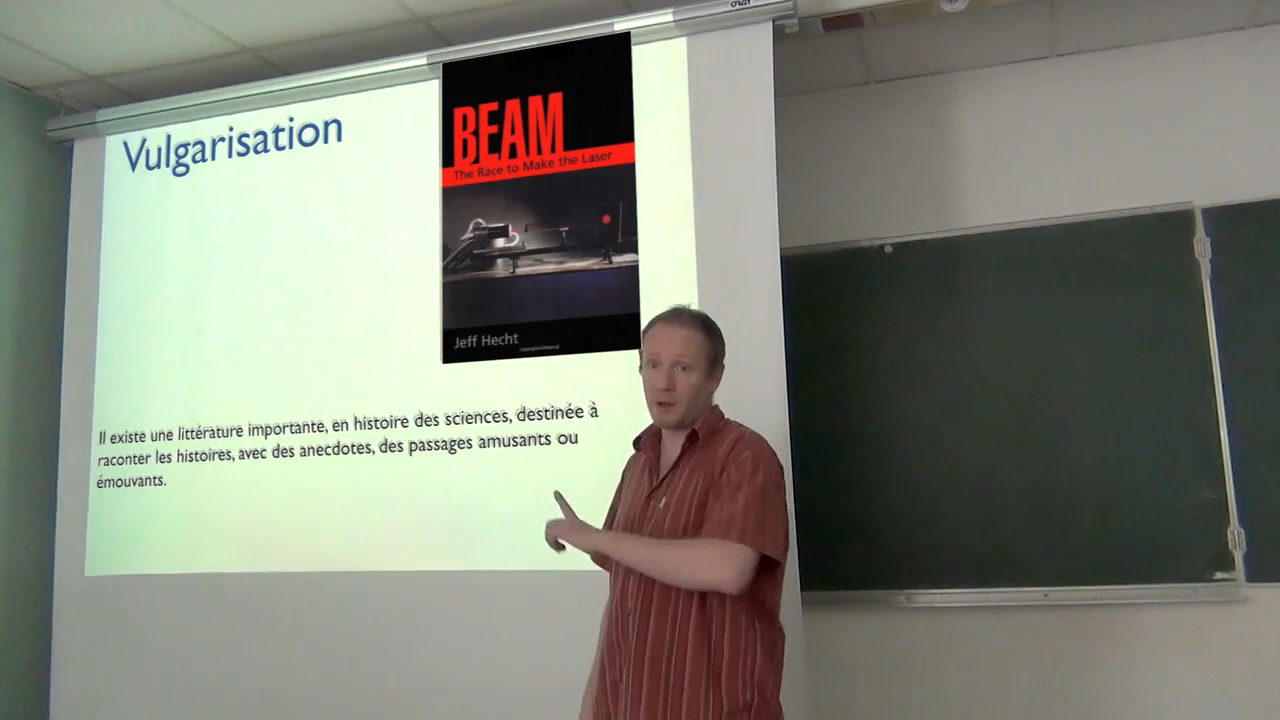 Vulgarisation
BEAM
The Race to Make the Laser
Jeff Hecht
Il existe une littérature importante, en histoire des sciences, destinée à
raconter les histoires, avec des anecdotes, des passages amusants ou
émouvants.